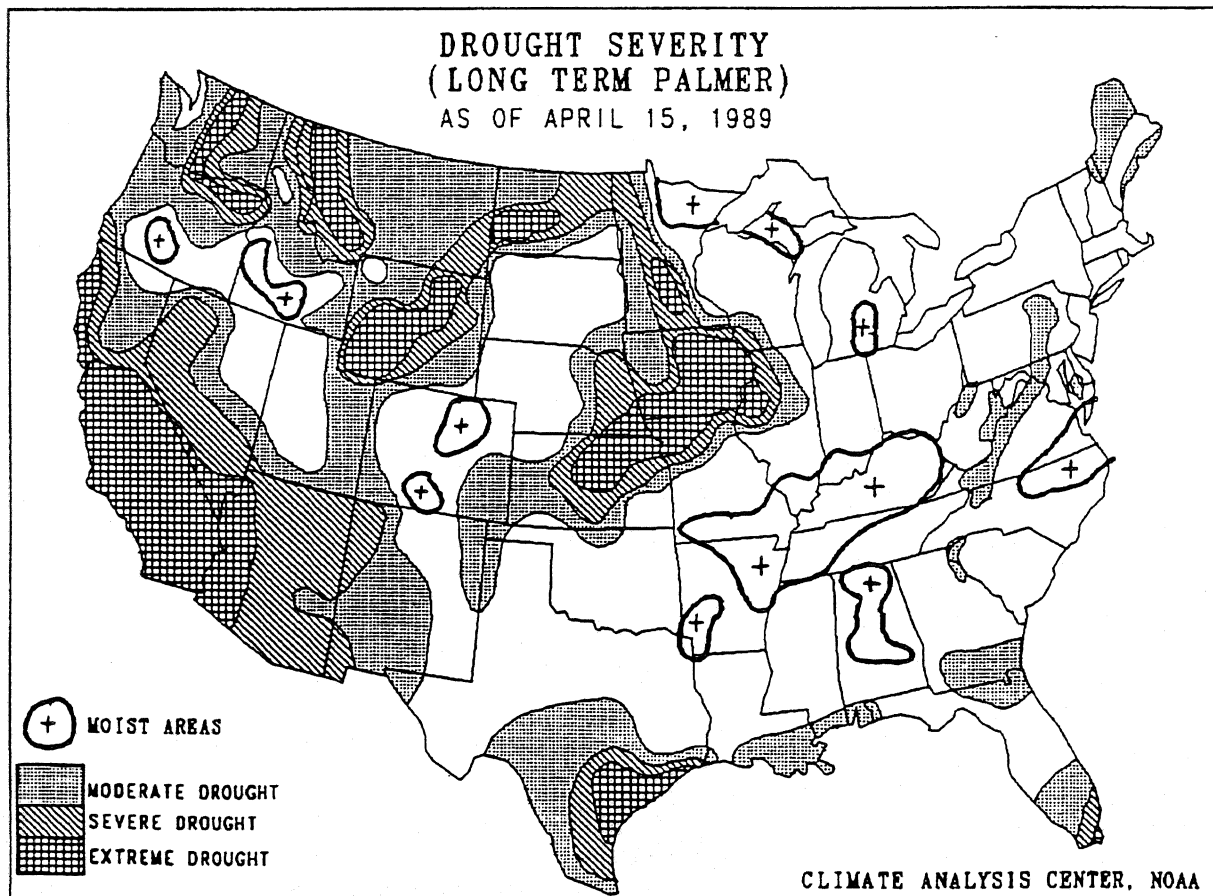 DROUGHT SEVERITY
(LONG TERM PALMER)
AS OF APRIL 15, 1989
MOIST AREAS
MODERATE DROUGHT
SEVERE DROUGHT
EXTREME DROUGHT
CLIMATE ANALYSIS CENTER, NOAA